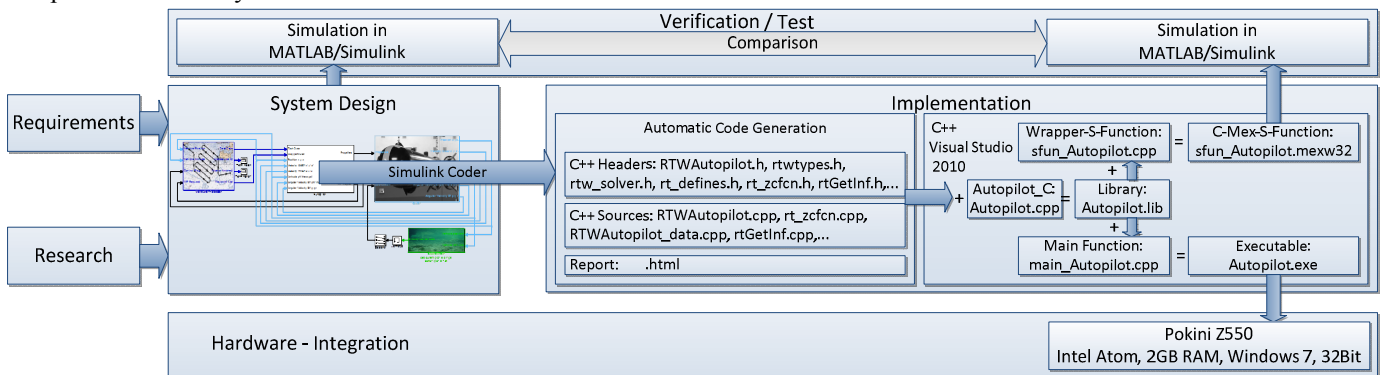 Verification / Test
Simulation in
MATLAB/Simulink
Comparison
Simulation in
MATLAB/Simulink
Requirements
Research
System Design
Simulink Coder
Implementation
Automatic Code Generation
C++ Headers: RTWAutopilot.h, rtwtypes.h,
rtw_solver.h, rt_defines.h, rt_zcfcn.h, rtGetInf.h,...
C++ Sources: RTWAutopilot.cpp, rt_zcfcn.cpp,
RTWAutopilot_data.cpp, rtGetInf.cpp,...
Report: .html
C++
Visual Studio
2010
Wrapper-S-Function:
sfun_Autopilot.cpp
=
C-Mex-S-Function:
sfun_Autopilot.mexw32
+
+
Autopilot_C:
Autopilot.cpp
=
Library:
Autopilot.lib
+
Main Function:
main_Autopilot.cpp
=
Executable:
Autopilot.exe
Hardware - Integration
Pokini Z550
Intel Atom, 2GB RAM, Windows 7, 32Bit